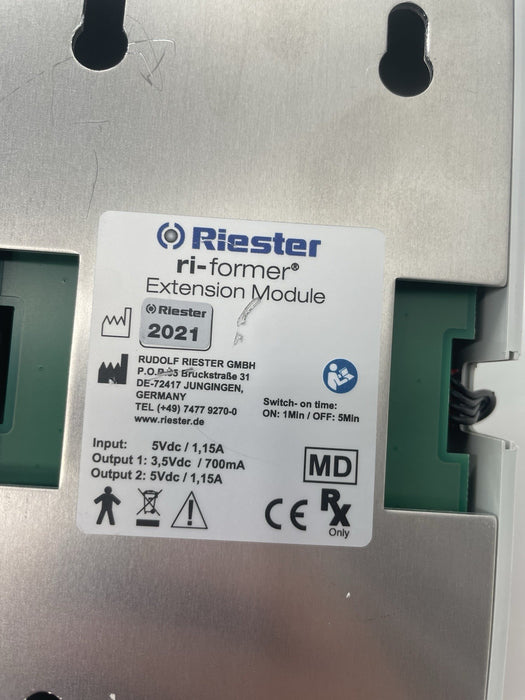 Riester
ri-former®
Extension Module
Riester
2021
RUDOLF RIESTER GMBH
P.O.B 35 Bruckstraße 31
DE-72417 JUNGINGEN,
GERMANY
TEL (+49) 7477 9270-0
www.riester.de
Switch- on time:
ON: 1Min / OFF: 5Min
Input: 5Vdc / 1,15A
Output 1: 3,5Vdc / 700mA
Output 2: 5Vdc / 1,15A
MD
CE
Rx
Only